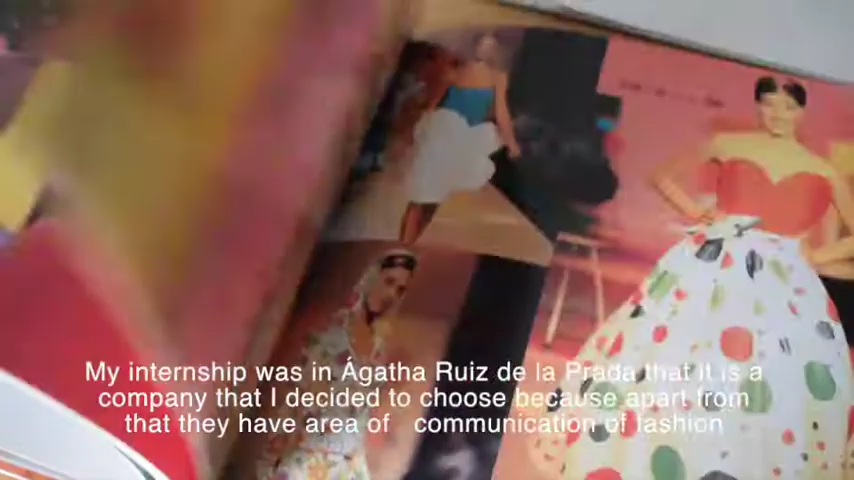 My internship was in Ágatha Ruiz de la Prada that it is a
company that I decided to choose because apart from
that they have area of communication of fashion